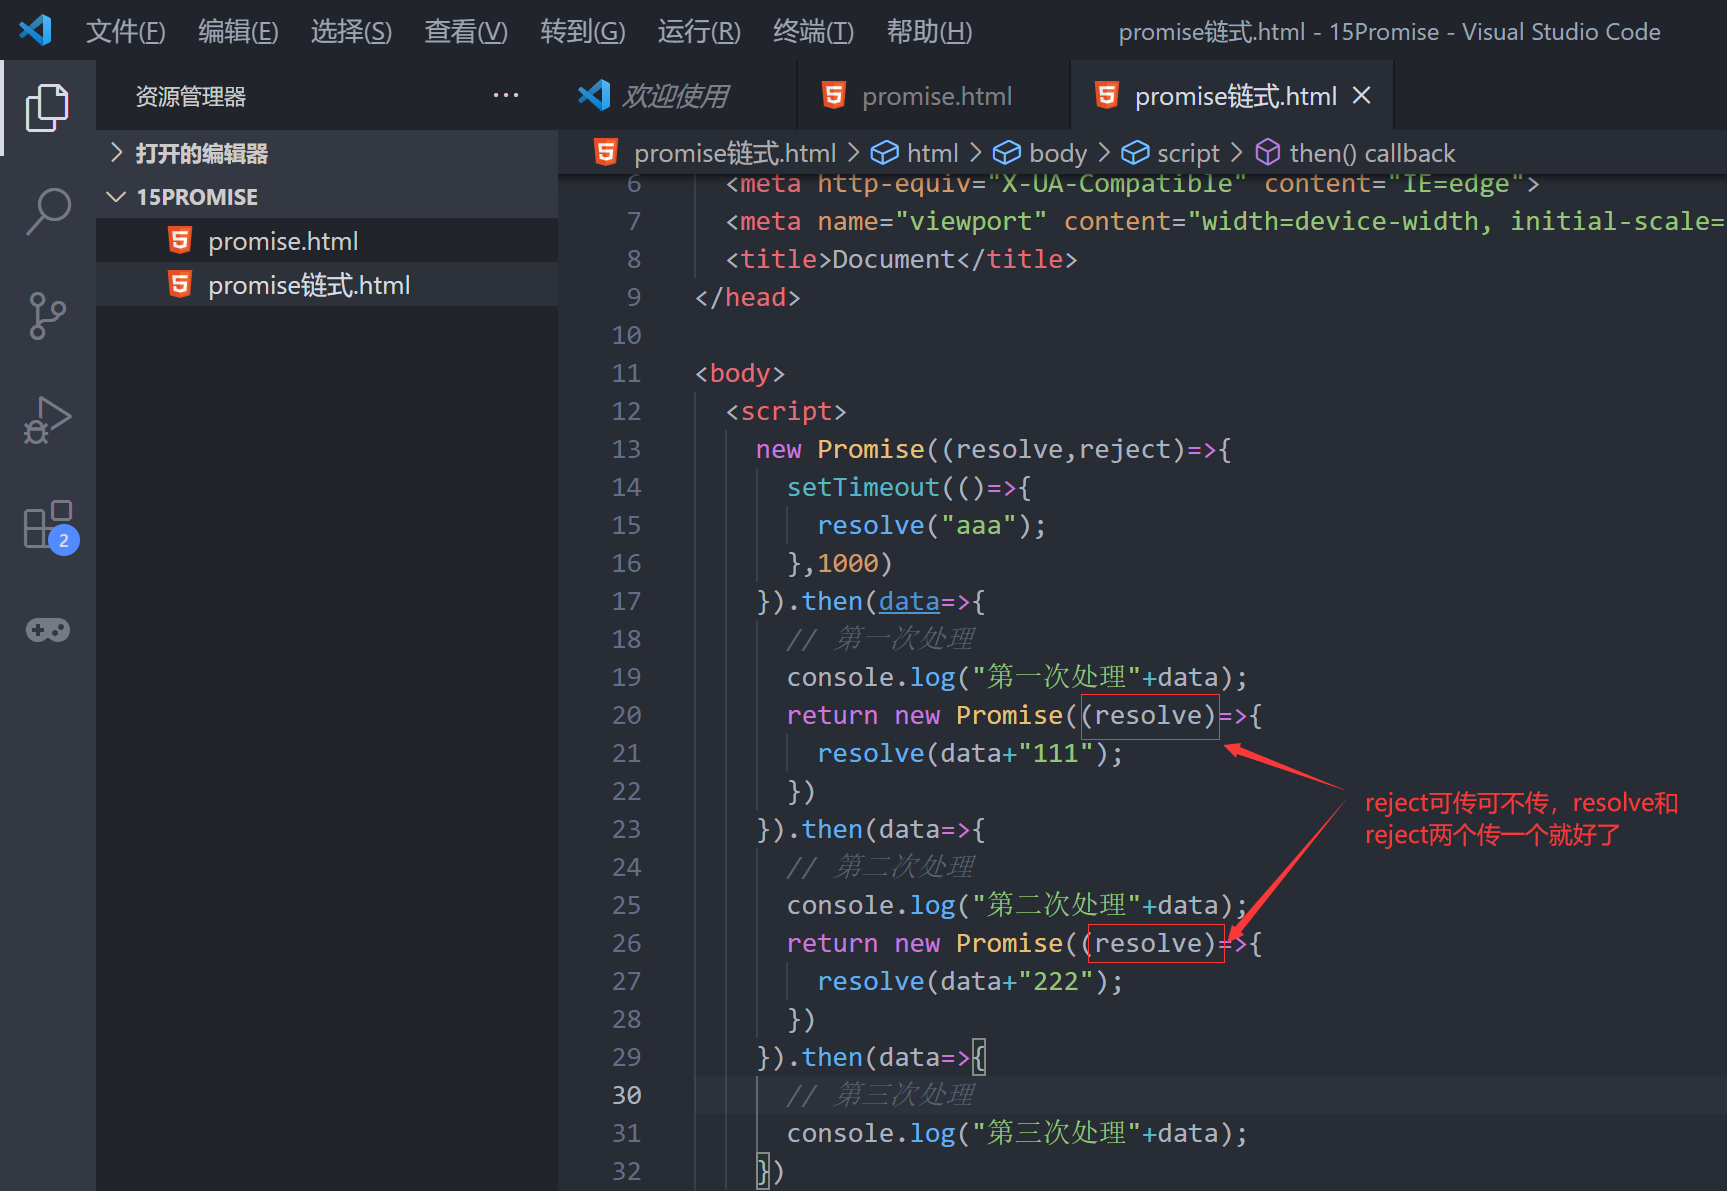 文件(F) 编辑(E) 选择(S) 查看(V) 转到(G) 运行(R) 终端(T) 帮助(H) promise链式.html - 15Promise - Visual Studio Code
资源管理器 ···
欢迎使用 promise.html promise链式.html
打开的编辑器
15PROMISE
promise.html
promise链式.html
2
promise链式.html > html > body > script > then() callback
6 <meta http-equiv="X-UA-Compatible" content="IE=edge">
7 <meta name="viewport" content="width=device-width, initial-scale=
8 <title>Document</title>
9 </head>
10
11 <body>
12 <script>
13 new Promise((resolve,reject)=>{
14 setTimeout(()=>{
15 resolve("aaa");
16 },1000)
17 }).then(data=>{
18 // 第一次处理
19 console.log("第一次处理"+data);
20 return new Promise((resolve)=>{
21 resolve(data+"111");
22 })
23 }).then(data=>{
24 // 第二次处理
25 console.log("第二次处理"+data);
26 return new Promise((resolve)=>{
27 resolve(data+"222");
28 })
29 }).then(data=>{
30 // 第三次处理
31 console.log("第三次处理"+data);
32 })
reject可传可不传，resolve和
reject两个传一个就好了